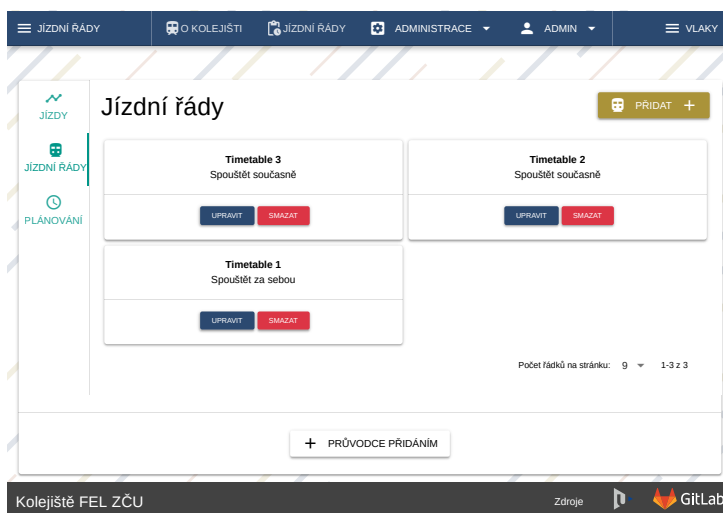 JÍZDNÍ ŘÁDY
O KOLEJIŠTI
JÍZDNÍ ŘÁDY
ADMINISTRACE
ADMIN
VLAKY
JÍZDY
JÍZDNÍ ŘÁDY
PLÁNOVÁNÍ
Jízdní řády
PŘIDAT
Timetable 3
Spouštět současně
UPRAVIT
SMAZAT
Timetable 2
Spouštět současně
UPRAVIT
SMAZAT
Timetable 1
Spouštět za sebou
UPRAVIT
SMAZAT
Počet řádků na stránku: 9 1-3 z 3
PRŮVODCE PŘIDÁNÍM
Kolejiště FEL ZČU
Zdroje
GitLab